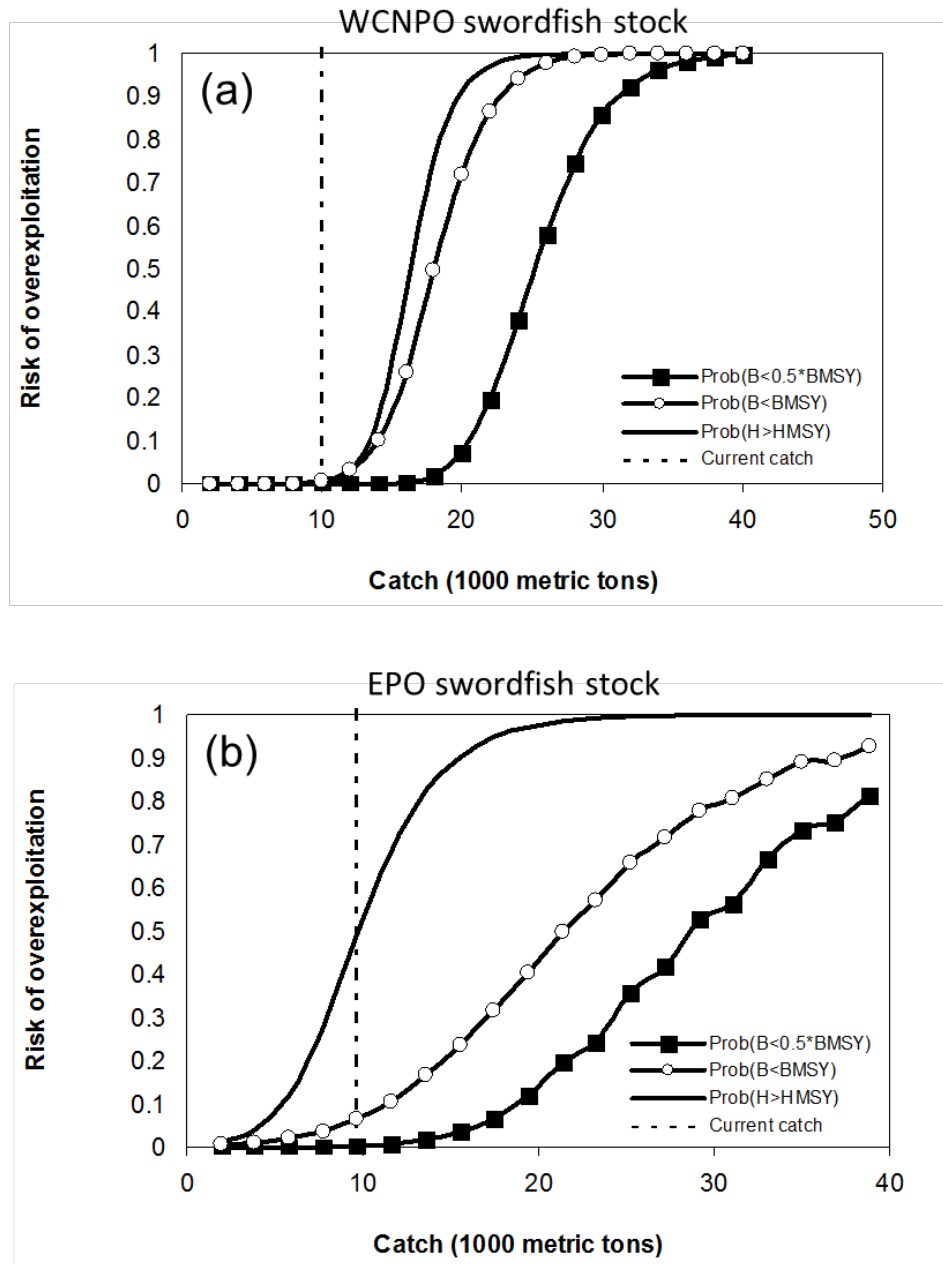 WCNPO swordfish stock
(a)
Risk of overexploitation
1
0.9
0.8
0.7
0.6
0.5
0.4
0.3
0.2
0.1
0
Prob(B<0.5*BMSY)
Prob(B<BMSY)
Prob(H>HMSY)
Current catch
0 10 20 30 40 50
Catch (1000 metric tons)
EPO swordfish stock
(b)
Risk of overexploitation
1
0.9
0.8
0.7
0.6
0.5
0.4
0.3
0.2
0.1
0
Prob(B<0.5*BMSY)
Prob(B<BMSY)
Prob(H>HMSY)
Current catch
0 10 20 30 40
Catch (1000 metric tons)